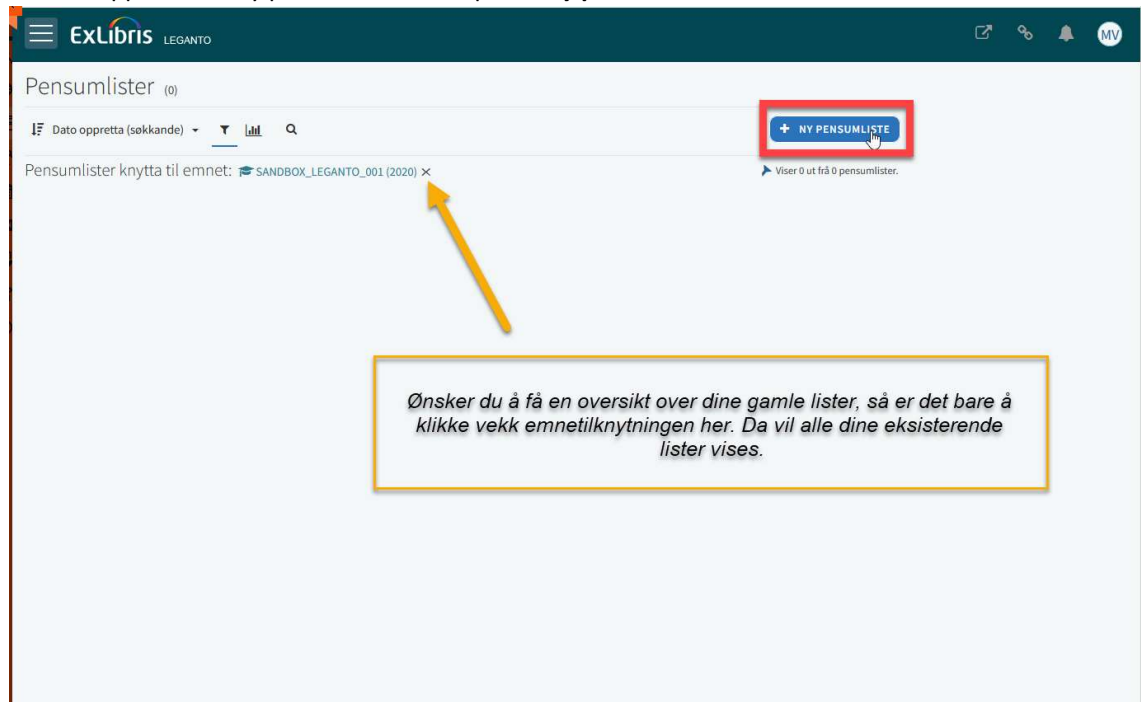 ExLibris LEGANTO
MV
Pensumlister (0)
Dato oppretta (søkkande)
+ NY PENSUMLISTE
Pensumlister knytta til emnet: SANDBOX_LEGANTO_001 (2020) ×
Viser 0 ut frå 0 pensumlister.
Ønsker du å få en oversikt over dine gamle lister, så er det bare å
klikke vekk emnetilknytningen her. Da vil alle dine eksisterende
lister vises.